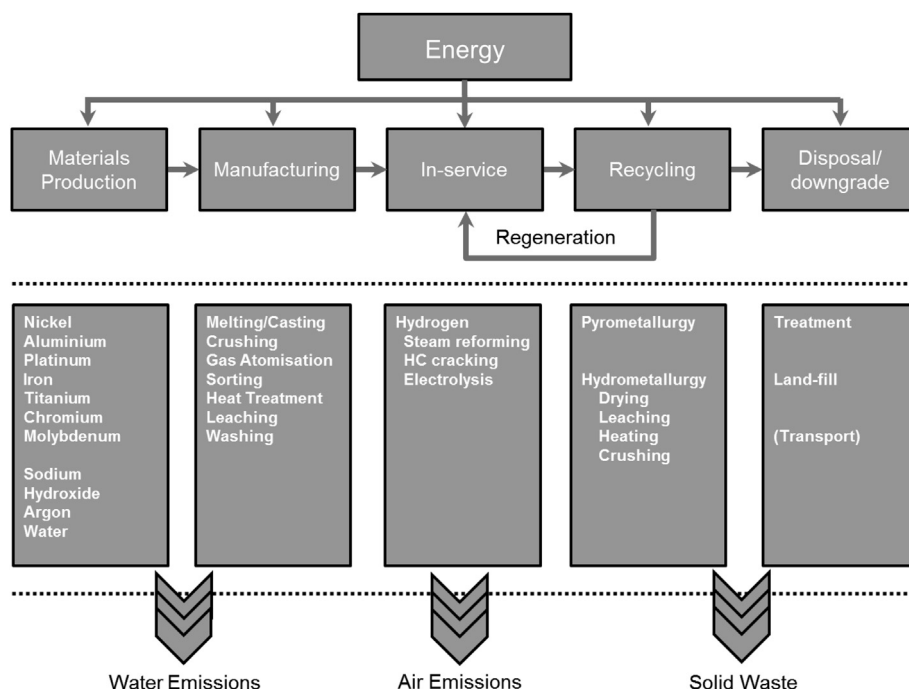 Energy
Materials
Production
Manufacturing
In-service
Recycling
Disposal/
downgrade
Regeneration
Nickel
Aluminium
Platinum
Iron
Titanium
Chromium
Molybdenum
Sodium
Hydroxide
Argon
Water
Melting/Casting
Crushing
Gas Atomisation
Sorting
Heat Treatment
Leaching
Washing
Hydrogen
Steam reforming
HC cracking
Electrolysis
Pyrometallurgy
Hydrometallurgy
Drying
Leaching
Heating
Crushing
Treatment
Land-fill
(Transport)
Water Emissions
Air Emissions
Solid Waste